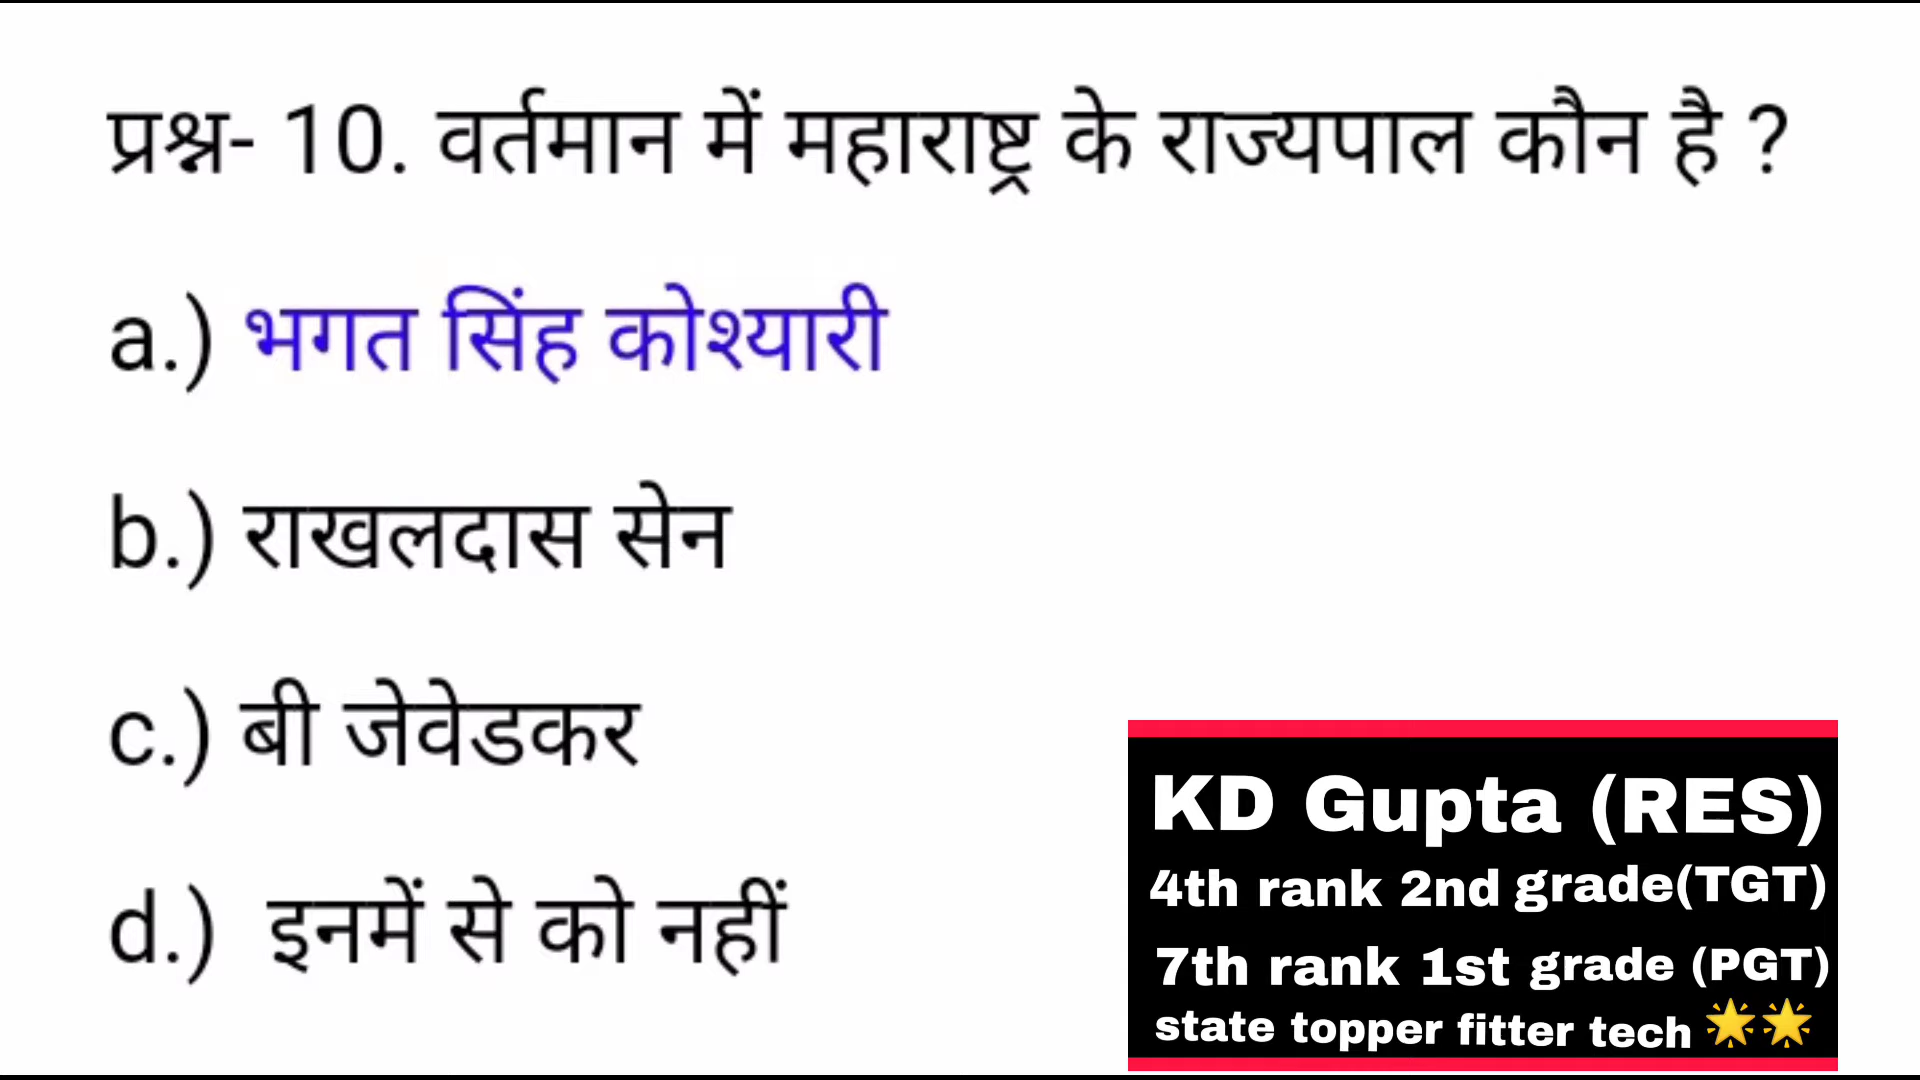 प्रश्न- 10. वर्तमान में महाराष्ट्र के राज्यपाल कौन है ?
a.) भगत सिंह कोश्यारी
b.) राखलदास सेन
c.) बी जेवेडकर
d.) इनमें से को नहीं
KD Gupta (RES)
4th rank 2nd grade(TGT)
7th rank 1st grade (PGT)
state topper fitter tech 🌟🌟